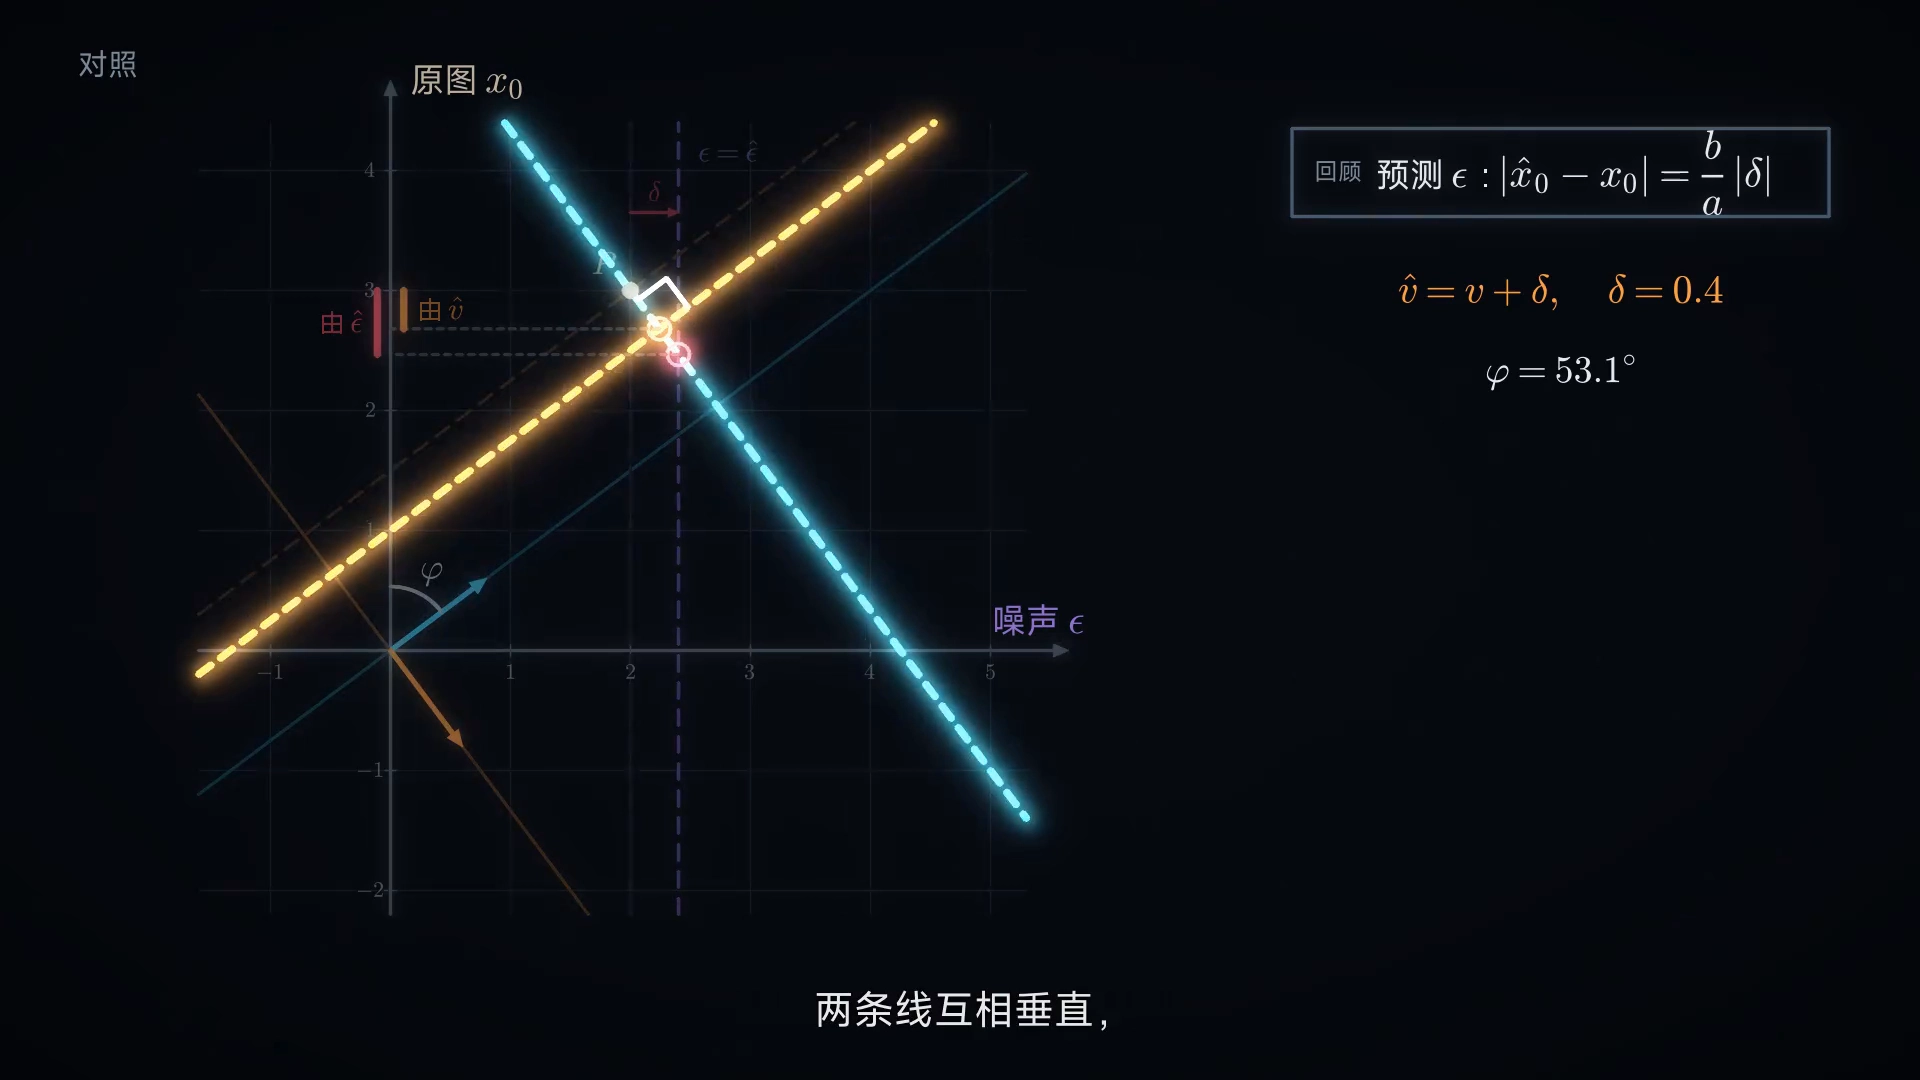 对照
原图 x₀
回顾 预测 ϵ : |x̂₀ − x₀| = b/a |δ|
v̂ = v + δ, δ = 0.4
φ = 53.1°
ϵ = ϵ̂
δ
P
由 ϵ̂
由 v̂
φ
噪声 ϵ
4
3
2
1
−1
−2
−1
1
2
3
4
5
两条线互相垂直,